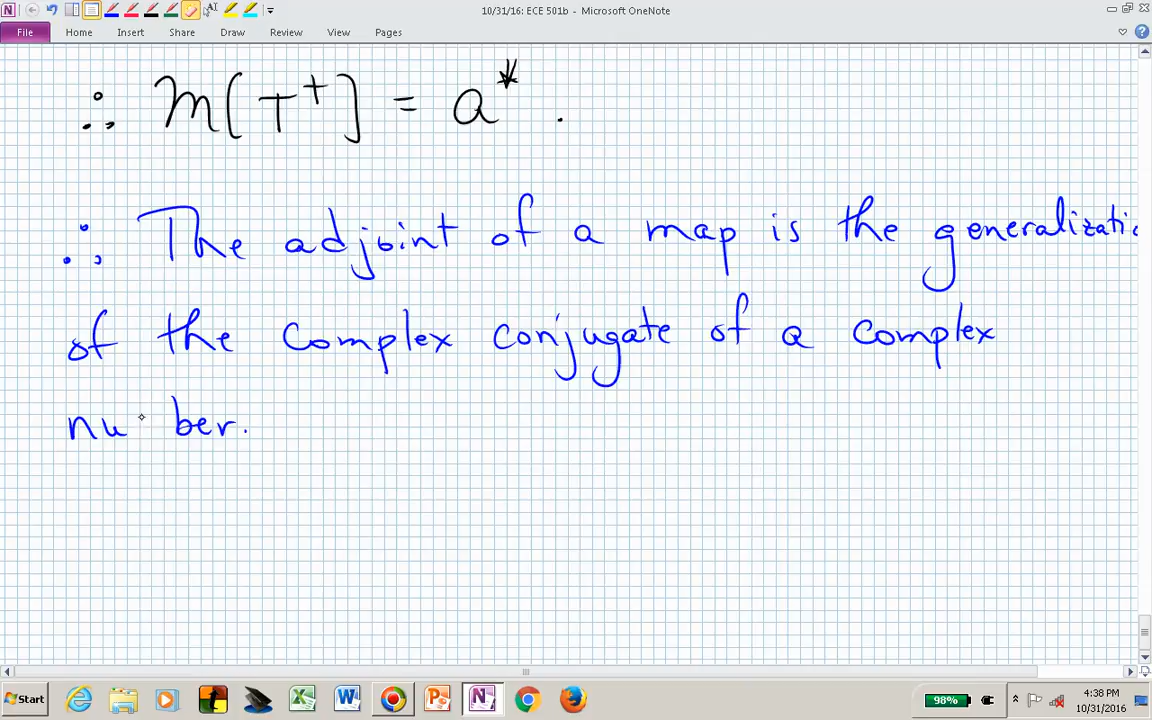 10/31/16: ECE 501b - Microsoft OneNote
File Home Insert Share Draw Review View Pages
∴ M(T†) = a* .
∴ The adjoint of a map is the generalizatio
of the complex conjugate of a complex
nu ber.
Start
98%
4:38 PM
10/31/2016